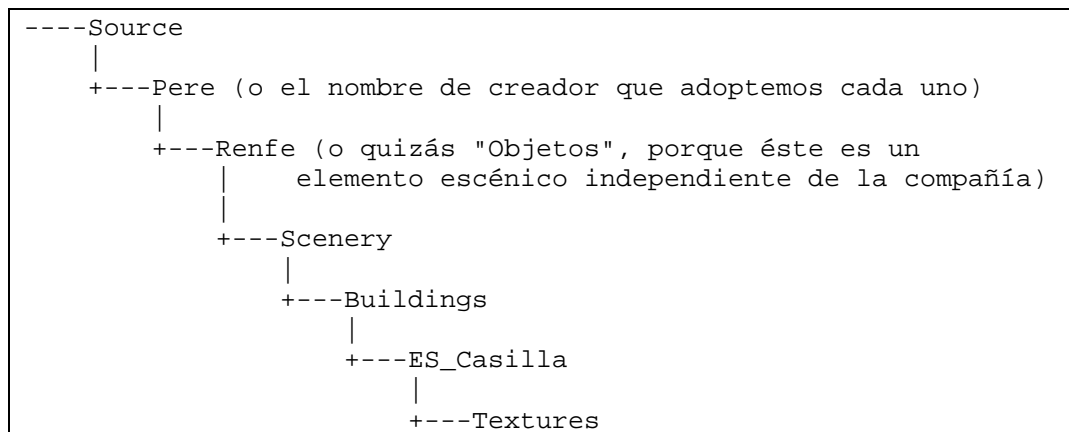 ----Source
    |
    +---Pere (o el nombre de creador que adoptemos cada uno)
        |
        +---Renfe (o quizás "Objetos", porque éste es un
            |    elemento escénico independiente de la compañía)
            |
            +---Scenery
                |
                +---Buildings
                    |
                    +---ES_Casilla
                        |
                        +---Textures